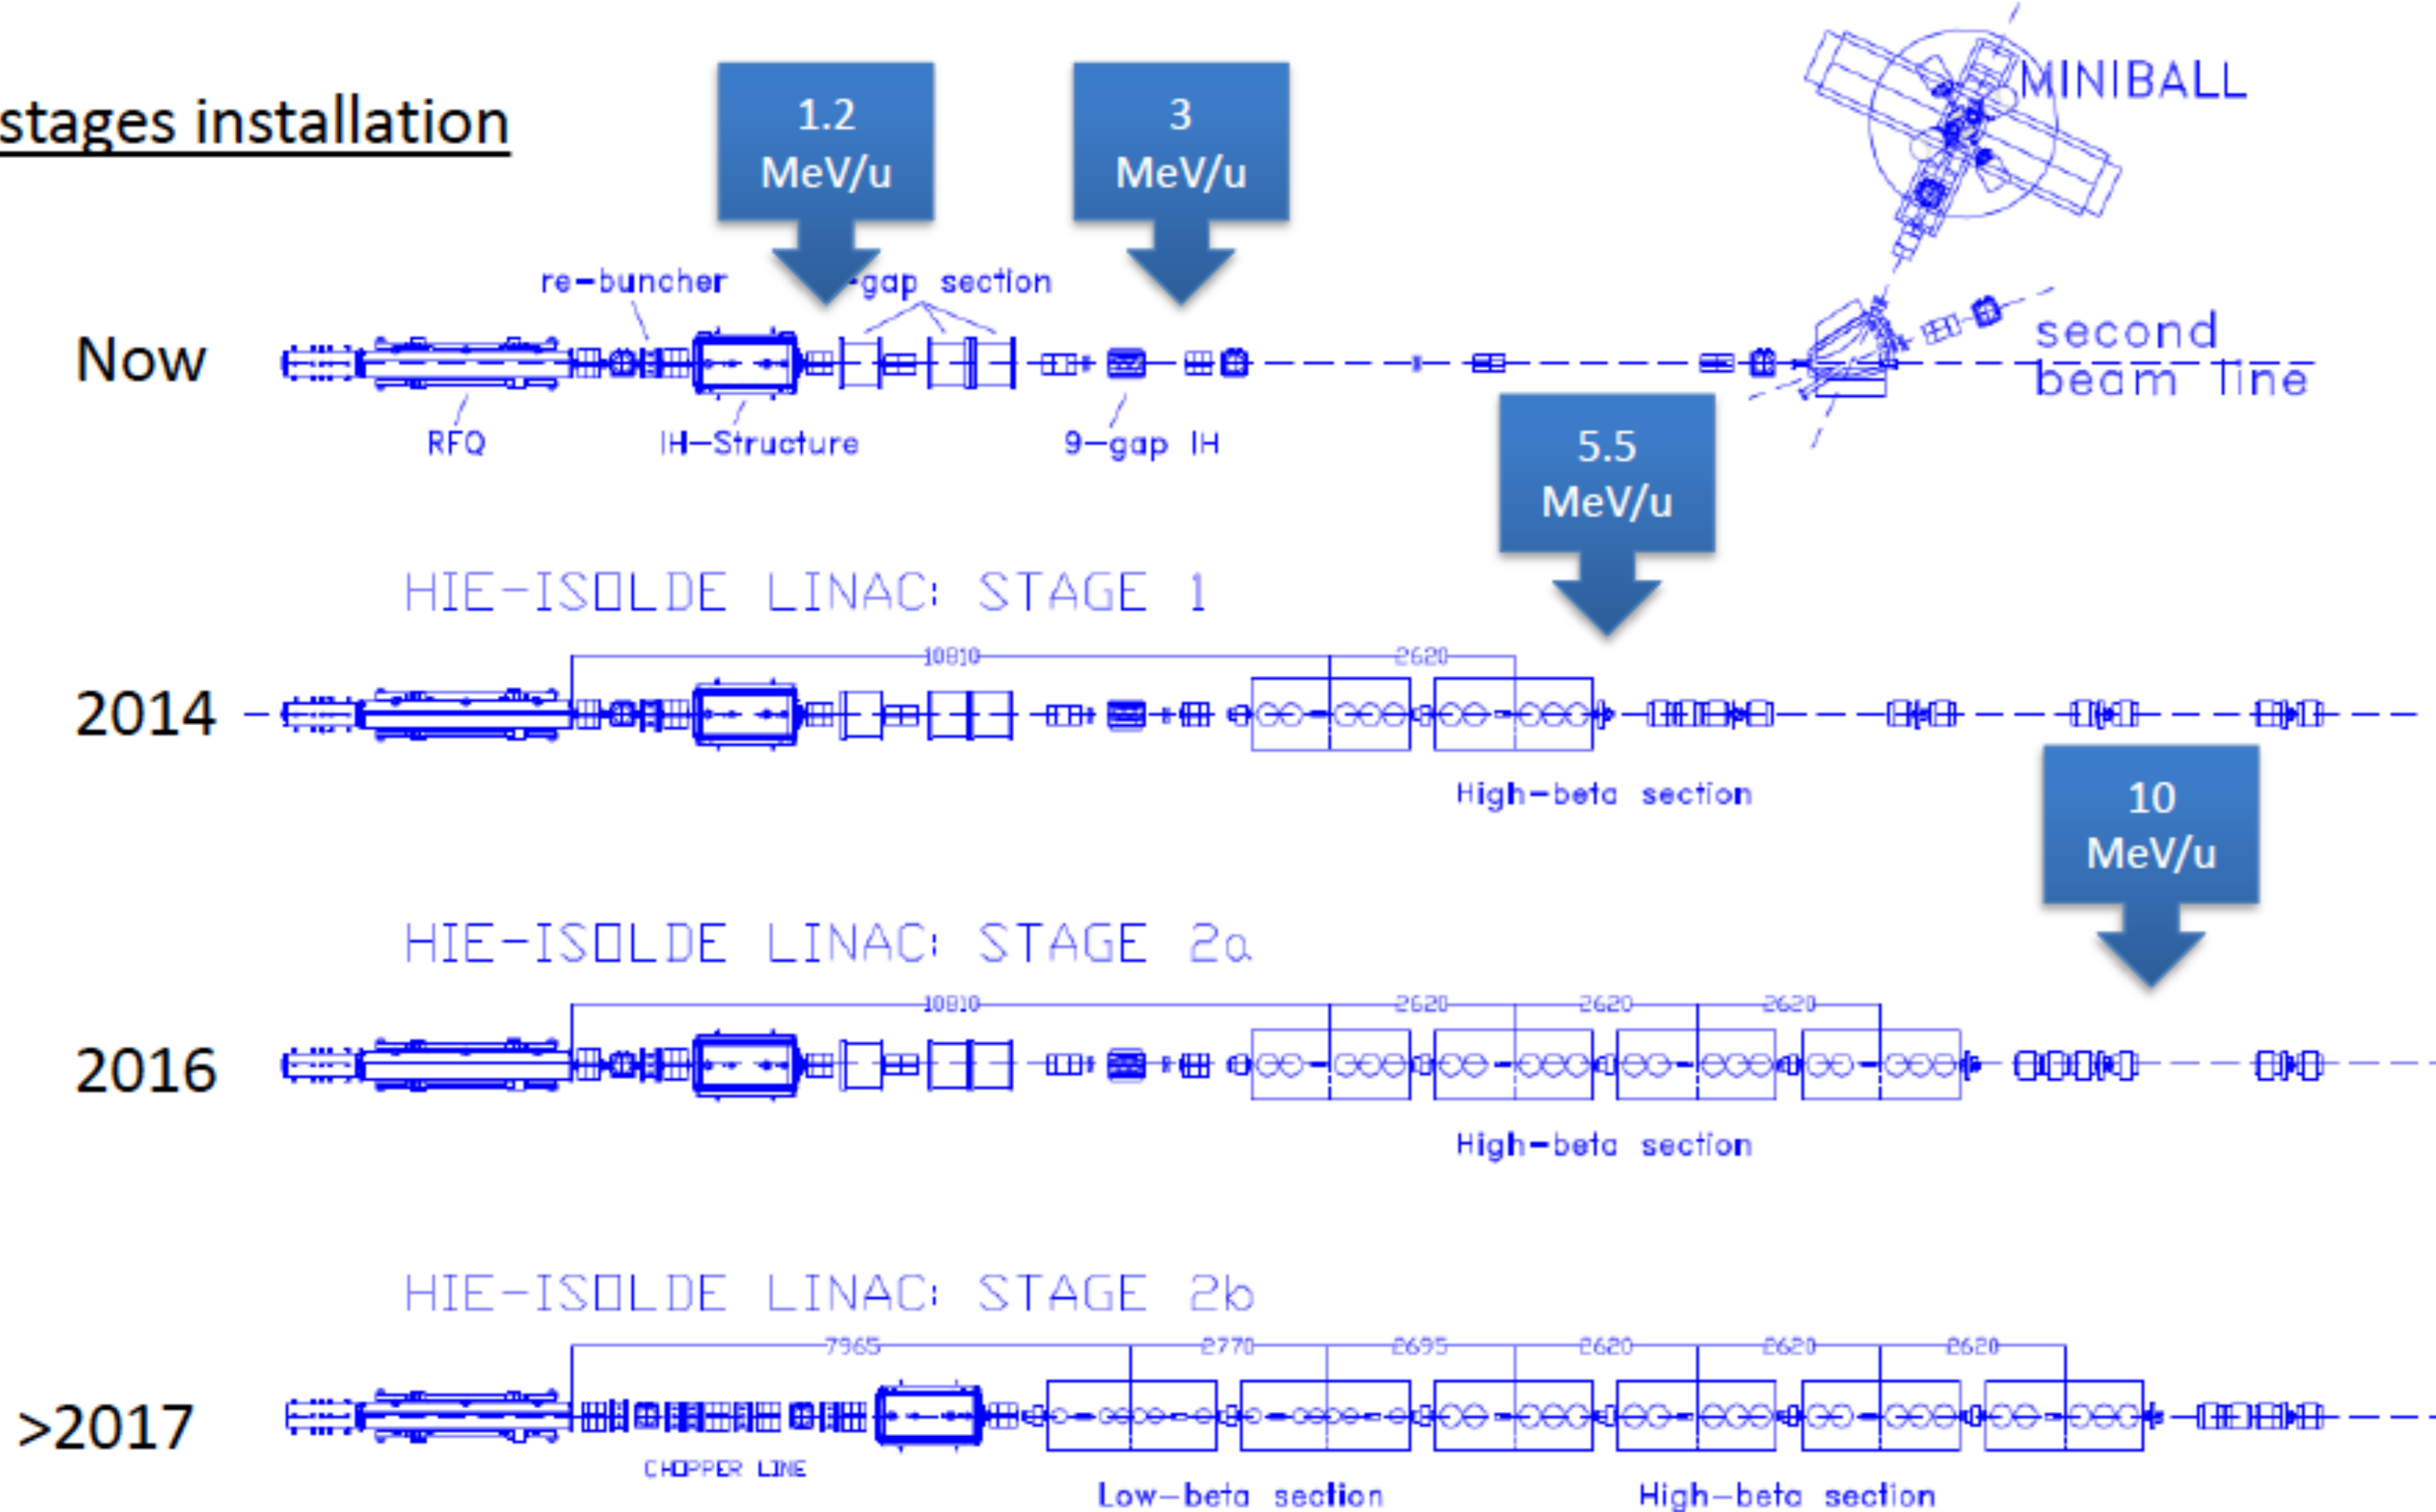 stages installation
1.2
MeV/u
3
MeV/u
MINIBALL
re-buncher
-gap section
Now
second
beam line
RFQ
IH-Structure
9-gap IH
5.5
MeV/u
HIE-ISOLDE LINAC: STAGE 1
10810
2620
2014
High-beta section
10
MeV/u
HIE-ISOLDE LINAC: STAGE 2a
10810
2620
2620
2620
2016
High-beta section
HIE-ISOLDE LINAC: STAGE 2b
7965
2770
2695
2620
2620
2620
>2017
CHOPPER LINE
Low-beta section
High-beta section